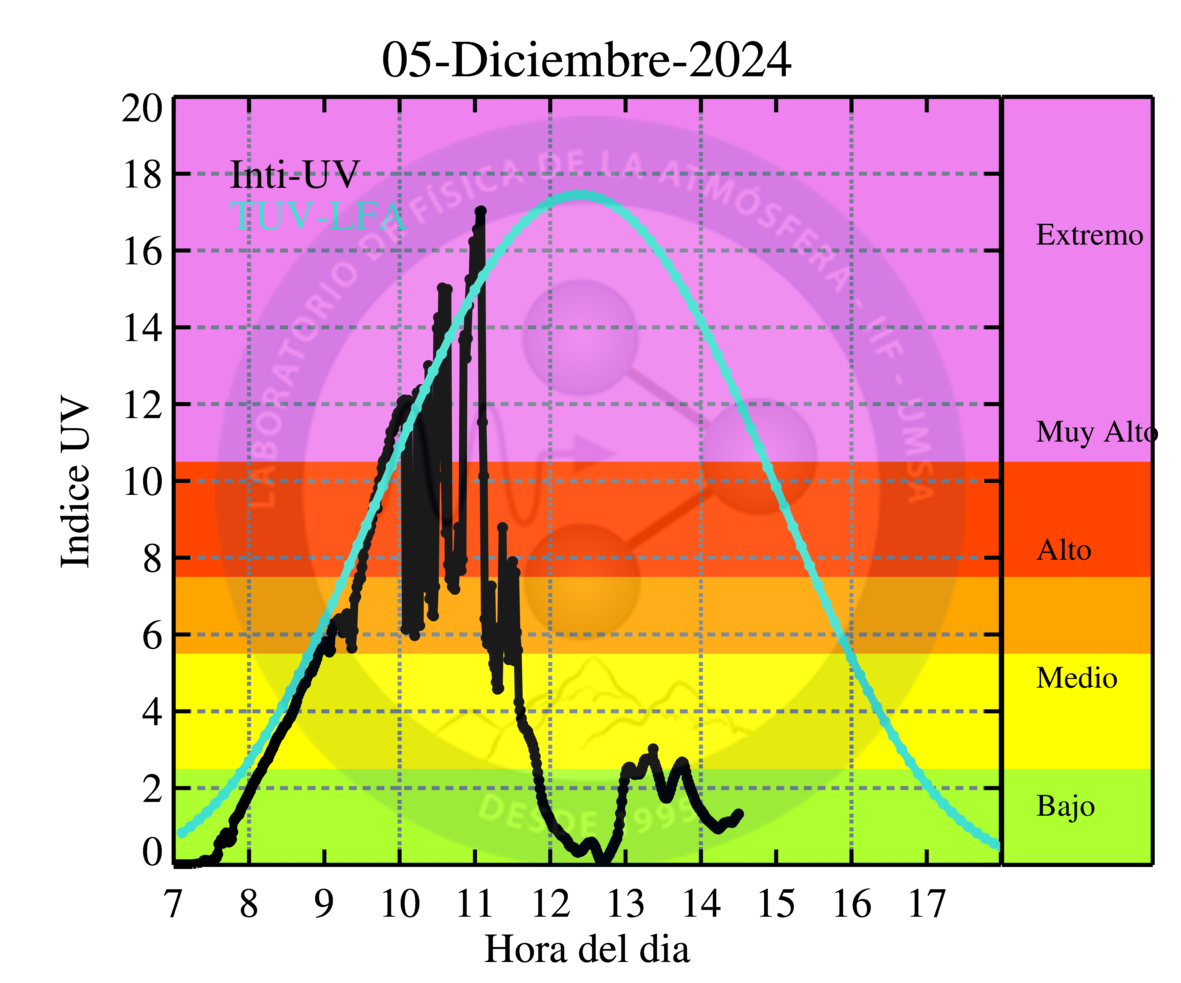 05-Diciembre-2024
Inti-UV
TUV-LFA
LABORATORIO DE FÍSICA DE LA ATMÓSFERA - IIF - UMSA
DESDE 1995
Indice UV
20
18
16
14
12
10
8
6
4
2
0
Extremo
Muy Alto
Alto
Medio
Bajo
7 8 9 10 11 12 13 14 15 16 17
Hora del dia